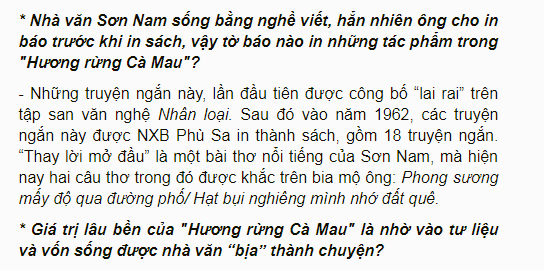 * Nhà văn Sơn Nam sống bằng nghề viết, hẳn nhiên ông cho in
báo trước khi in sách, vậy tờ báo nào in những tác phẩm trong
"Hương rừng Cà Mau"?
- Những truyện ngắn này, lần đầu tiên được công bố “lai rai” trên
tập san văn nghệ Nhân loại. Sau đó vào năm 1962, các truyện
ngắn này được NXB Phù Sa in thành sách, gồm 18 truyện ngắn.
“Thay lời mở đầu” là một bài thơ nổi tiếng của Sơn Nam, mà hiện
nay hai câu thơ trong đó được khắc trên bia mộ ông: Phong sương
mấy độ qua đường phố/ Hạt bụi nghiêng mình nhớ đất quê.
* Giá trị lâu bền của "Hương rừng Cà Mau" là nhờ vào tư liệu
và vốn sống được nhà văn “bịa” thành chuyện?